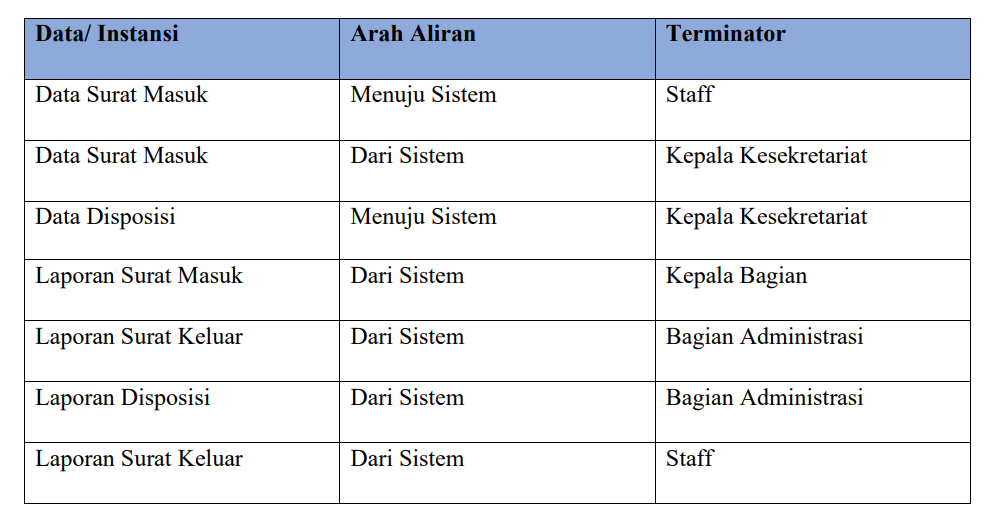 Data/ Instansi Arah Aliran Terminator
Data Surat Masuk Menuju Sistem Staff
Data Surat Masuk Dari Sistem Kepala Kesekretariat
Data Disposisi Menuju Sistem Kepala Kesekretariat
Laporan Surat Masuk Dari Sistem Kepala Bagian
Laporan Surat Keluar Dari Sistem Bagian Administrasi
Laporan Disposisi Dari Sistem Bagian Administrasi
Laporan Surat Keluar Dari Sistem Staff